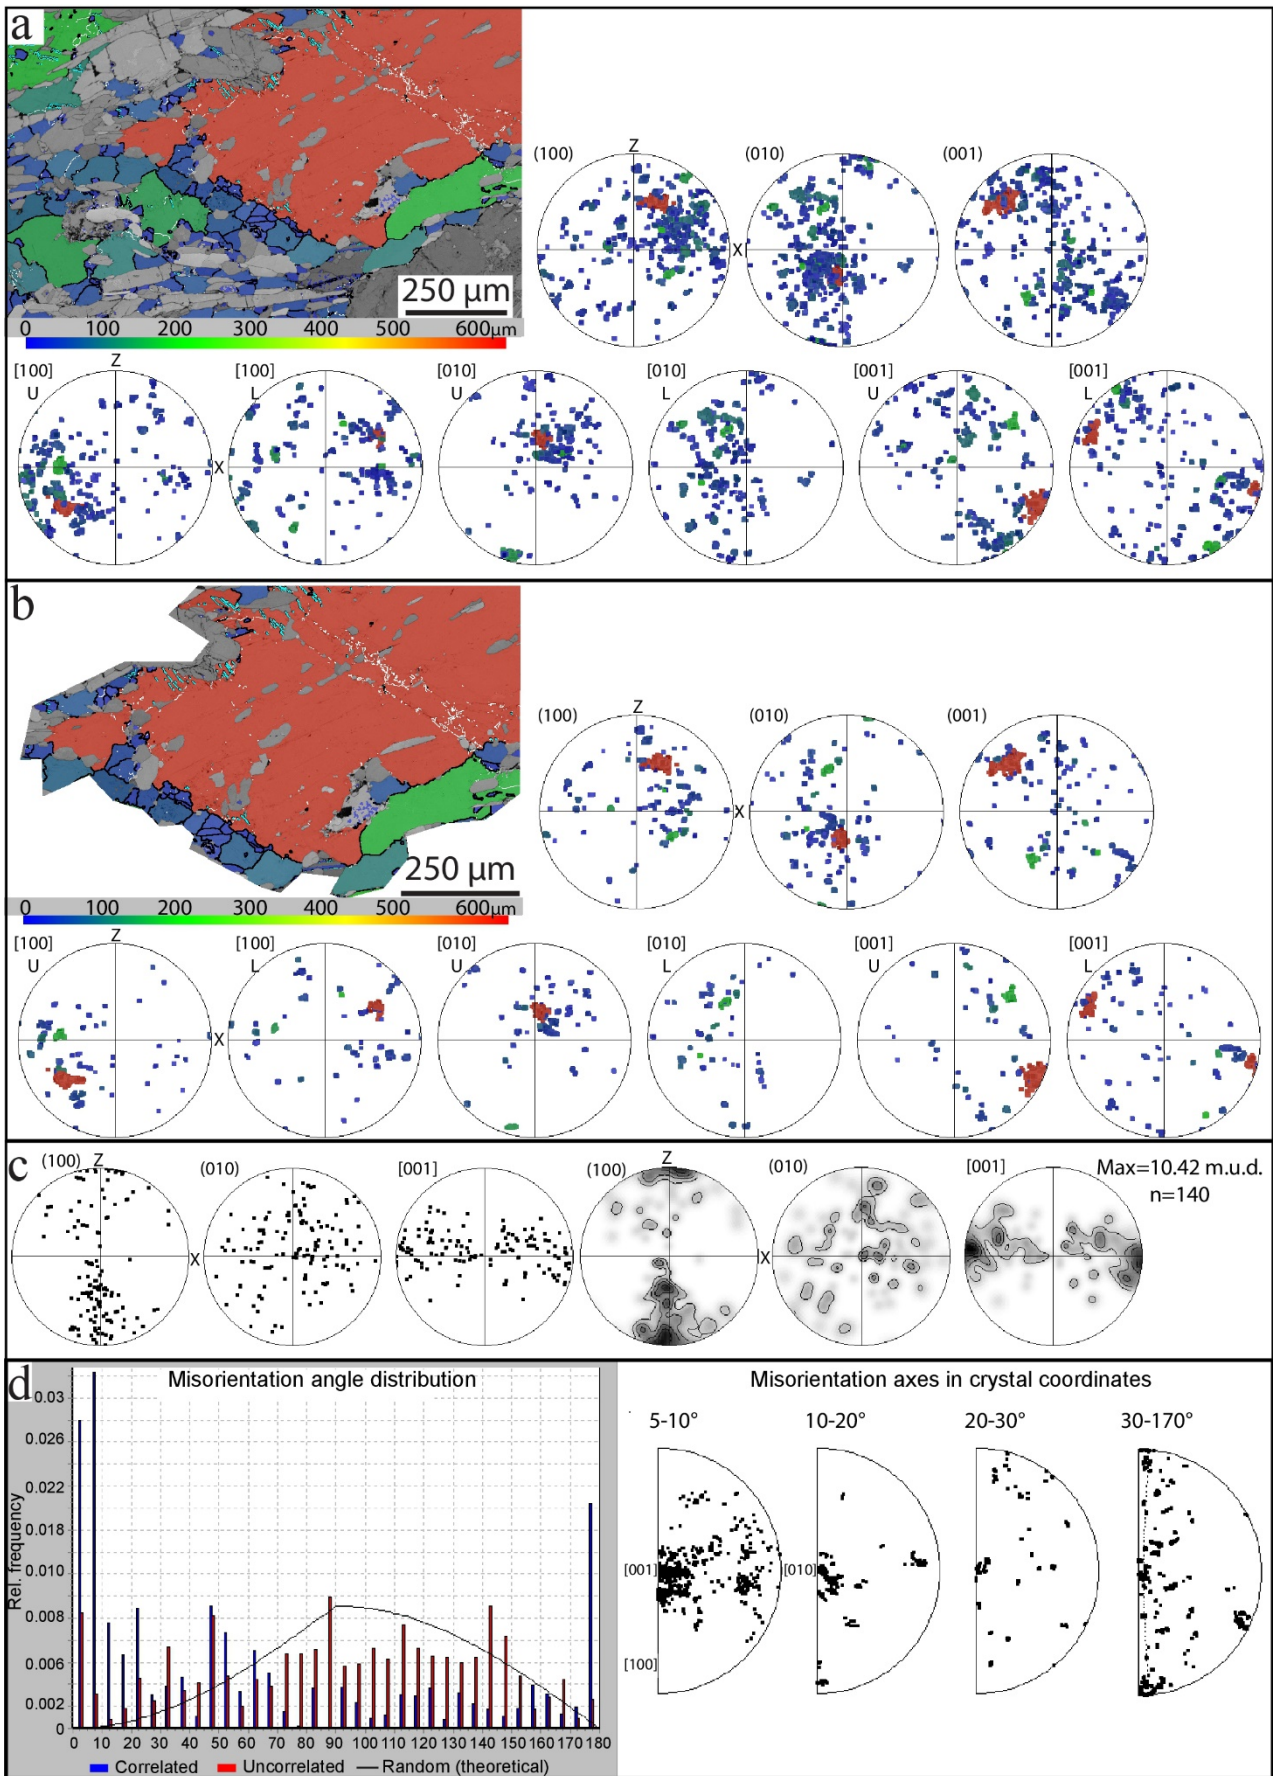 a
250 µm
0 100 200 300 400 500 600µm
(100) Z (010) (001)
X
[100] Z [100] [010] [010] [001] [001]
U L U L U L
X
b
250 µm
0 100 200 300 400 500 600µm
(100) Z (010) (001)
X
[100] Z [100] [010] [010] [001] [001]
U L U L U L
X
c
(100) Z (010) [001] (100) Z (010) [001] Max=10.42 m.u.d.
n=140
X X
d
Misorientation angle distribution
Rel. frequency
0.03
0.026
0.022
0.018
0.010
0.008
0.006
0.002
0
0 10 20 30 40 50 60 70 80 90 100 110 120 130 140 150 160 170 180
Correlated Uncorrelated Random (theoretical)
Misorientation axes in crystal coordinates
5-10° 10-20° 20-30° 30-170°
[001] [010]
[100]